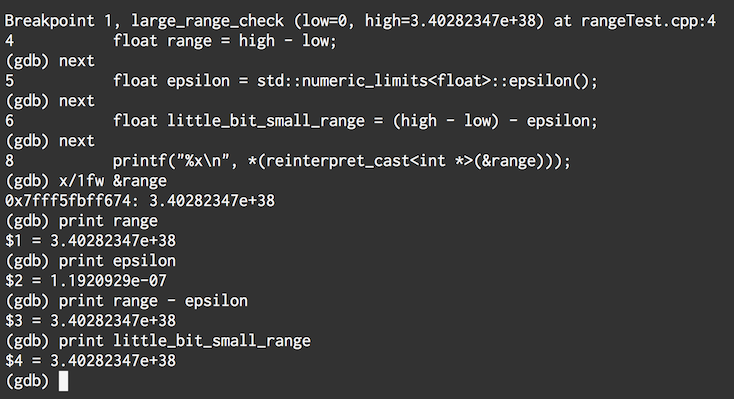 Breakpoint 1, large_range_check (low=0, high=3.40282347e+38) at rangeTest.cpp:4
4 float range = high - low;
(gdb) next
5 float epsilon = std::numeric_limits<float>::epsilon();
(gdb) next
6 float little_bit_small_range = (high - low) - epsilon;
(gdb) next
8 printf("%x\n", *(reinterpret_cast<int *>(&range)));
(gdb) x/1fw &range
0x7fff5fbff674: 3.40282347e+38
(gdb) print range
$1 = 3.40282347e+38
(gdb) print epsilon
$2 = 1.1920929e-07
(gdb) print range - epsilon
$3 = 3.40282347e+38
(gdb) print little_bit_small_range
$4 = 3.40282347e+38
(gdb)